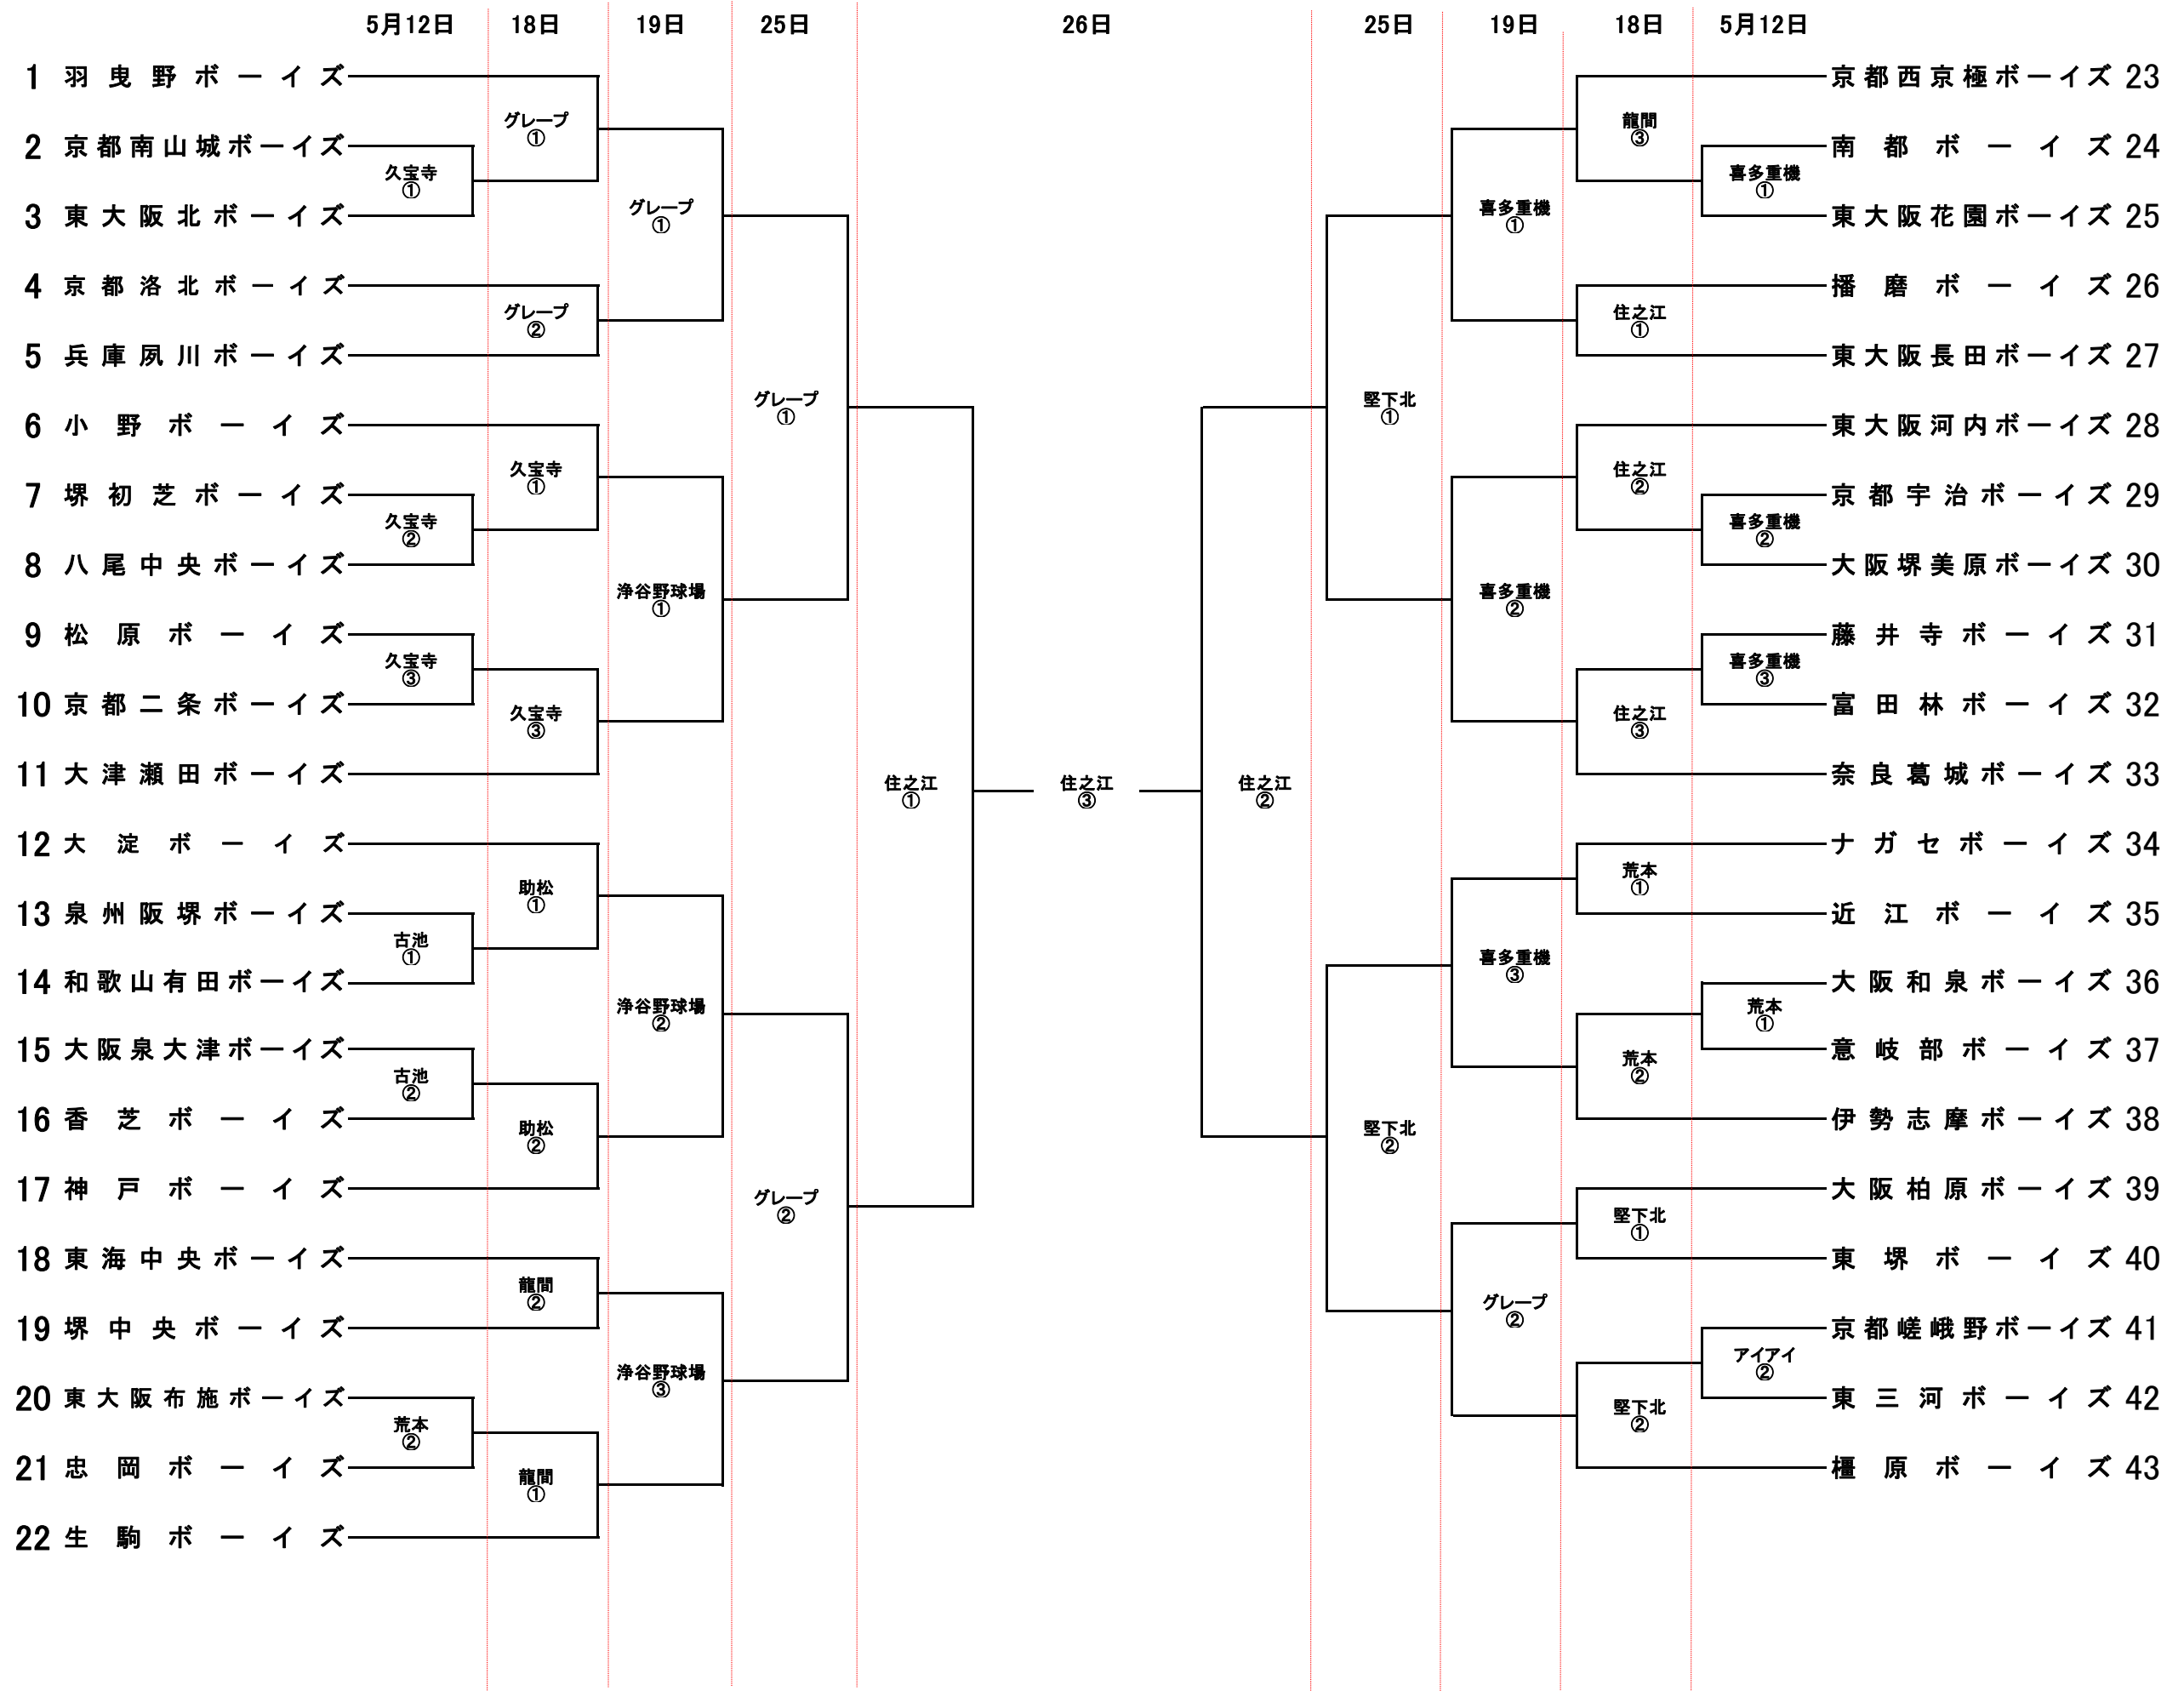 5月12日 18日 19日 25日 26日 25日 19日 18日 5月12日
1 羽曳野ボーイズ
2 京都南山城ボーイズ
3 東大阪北ボーイズ
4 京都洛北ボーイズ
5 兵庫夙川ボーイズ
6 小野ボーイズ
7 堺初芝ボーイズ
8 八尾中央ボーイズ
9 松原ボーイズ
10 京都二条ボーイズ
11 大津瀬田ボーイズ
12 大淀ボーイズ
13 泉州阪堺ボーイズ
14 和歌山有田ボーイズ
15 大阪泉大津ボーイズ
16 香芝ボーイズ
17 神戸ボーイズ
18 東海中央ボーイズ
19 堺中央ボーイズ
20 東大阪布施ボーイズ
21 忠岡ボーイズ
22 生駒ボーイズ
久宝寺
①
久宝寺
②
久宝寺
③
古池
①
古池
②
荒本
②
グレープ
①
グレープ
②
久宝寺
①
久宝寺
③
助松
①
助松
②
龍間
②
龍間
①
グレープ
①
浄谷野球場
①
浄谷野球場
②
浄谷野球場
③
グレープ
①
グレープ
②
住之江
①
住之江
③
住之江
②
堅下北
①
堅下北
②
喜多重機
①
喜多重機
②
喜多重機
③
グレープ
②
龍間
③
住之江
①
住之江
②
住之江
③
荒本
①
荒本
②
堅下北
①
堅下北
②
喜多重機
①
喜多重機
②
喜多重機
③
荒本
①
アイアイ
②
京都西京極ボーイズ 23
南都ボーイズ 24
東大阪花園ボーイズ 25
播磨ボーイズ 26
東大阪長田ボーイズ 27
東大阪河内ボーイズ 28
京都宇治ボーイズ 29
大阪堺美原ボーイズ 30
藤井寺ボーイズ 31
富田林ボーイズ 32
奈良葛城ボーイズ 33
ナガセボーイズ 34
近江ボーイズ 35
大阪和泉ボーイズ 36
意岐部ボーイズ 37
伊勢志摩ボーイズ 38
大阪柏原ボーイズ 39
東堺ボーイズ 40
京都嵯峨野ボーイズ 41
東三河ボーイズ 42
橿原ボーイズ 43